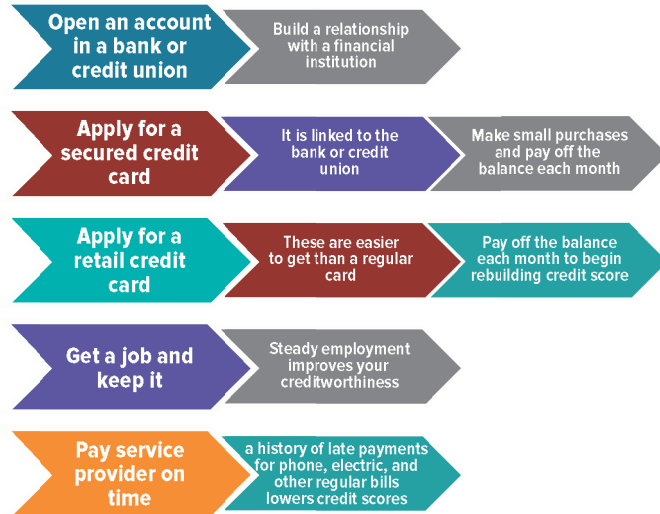 Open an account
in a bank or
credit union
Build a relationship
with a financial
institution
Apply for a
secured credit
card
It is linked to the
bank or credit
union
Make small purchases
and pay off the
balance each month
Apply for a
retail credit
card
These are easier
to get than a regular
card
Pay off the balance
each month to begin
rebuilding credit score
Get a job and
keep it
Steady employment
improves your
creditworthiness
Pay service
provider on
time
a history of late payments
for phone, electric, and
other regular bills
lowers credit scores